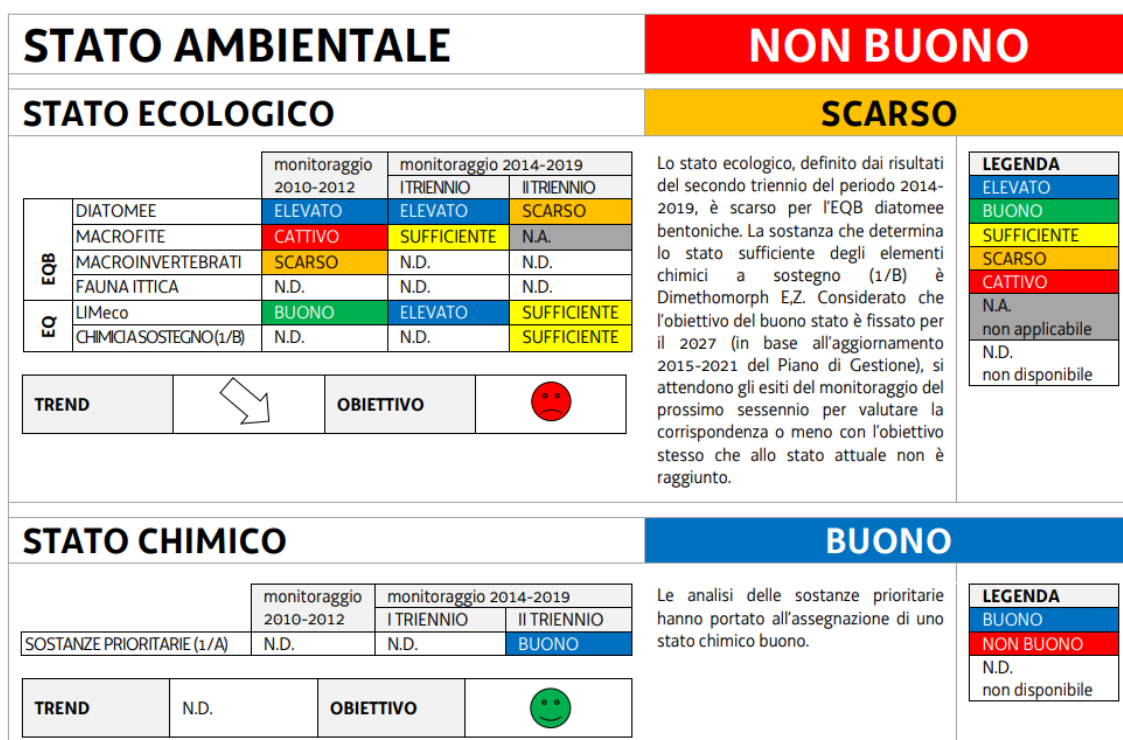 STATO AMBIENTALE NON BUONO
STATO ECOLOGICO SCARSO
monitoraggio 2010-2012 monitoraggio 2014-2019
I TRIENNIO II TRIENNIO
EQB
DIATOMEE ELEVATO ELEVATO SCARSO
MACROFITE CATTIVO SUFFICIENTE N.A.
MACROINVERTEBRATI SCARSO N.D. N.D.
FAUNA ITTICA N.D. N.D. N.D.
EQ
LIMeco BUONO ELEVATO SUFFICIENTE
CHIMICI A SOSTEGNO (1/B) N.D. N.D. SUFFICIENTE
TREND OBIETTIVO
Lo stato ecologico, definito dai risultati
del secondo triennio del periodo 2014-
2019, è scarso per l'EQB diatomee
bentoniche. La sostanza che determina
lo stato sufficiente degli elementi
chimici a sostegno (1/B) è
Dimethomorph E,Z. Considerato che
l'obiettivo del buono stato è fissato per
il 2027 (in base all'aggiornamento
2015-2021 del Piano di Gestione), si
attendono gli esiti del monitoraggio del
prossimo sessennio per valutare la
corrispondenza o meno con l'obiettivo
stesso che allo stato attuale non è
raggiunto.
LEGENDA
ELEVATO
BUONO
SUFFICIENTE
SCARSO
CATTIVO
N.A.
non applicabile
N.D.
non disponibile
STATO CHIMICO BUONO
monitoraggio 2010-2012 monitoraggio 2014-2019
I TRIENNIO II TRIENNIO
SOSTANZE PRIORITARIE (1/A) N.D. N.D. BUONO
TREND N.D. OBIETTIVO
Le analisi delle sostanze prioritarie
hanno portato all'assegnazione di uno
stato chimico buono.
LEGENDA
BUONO
NON BUONO
N.D.
non disponibile